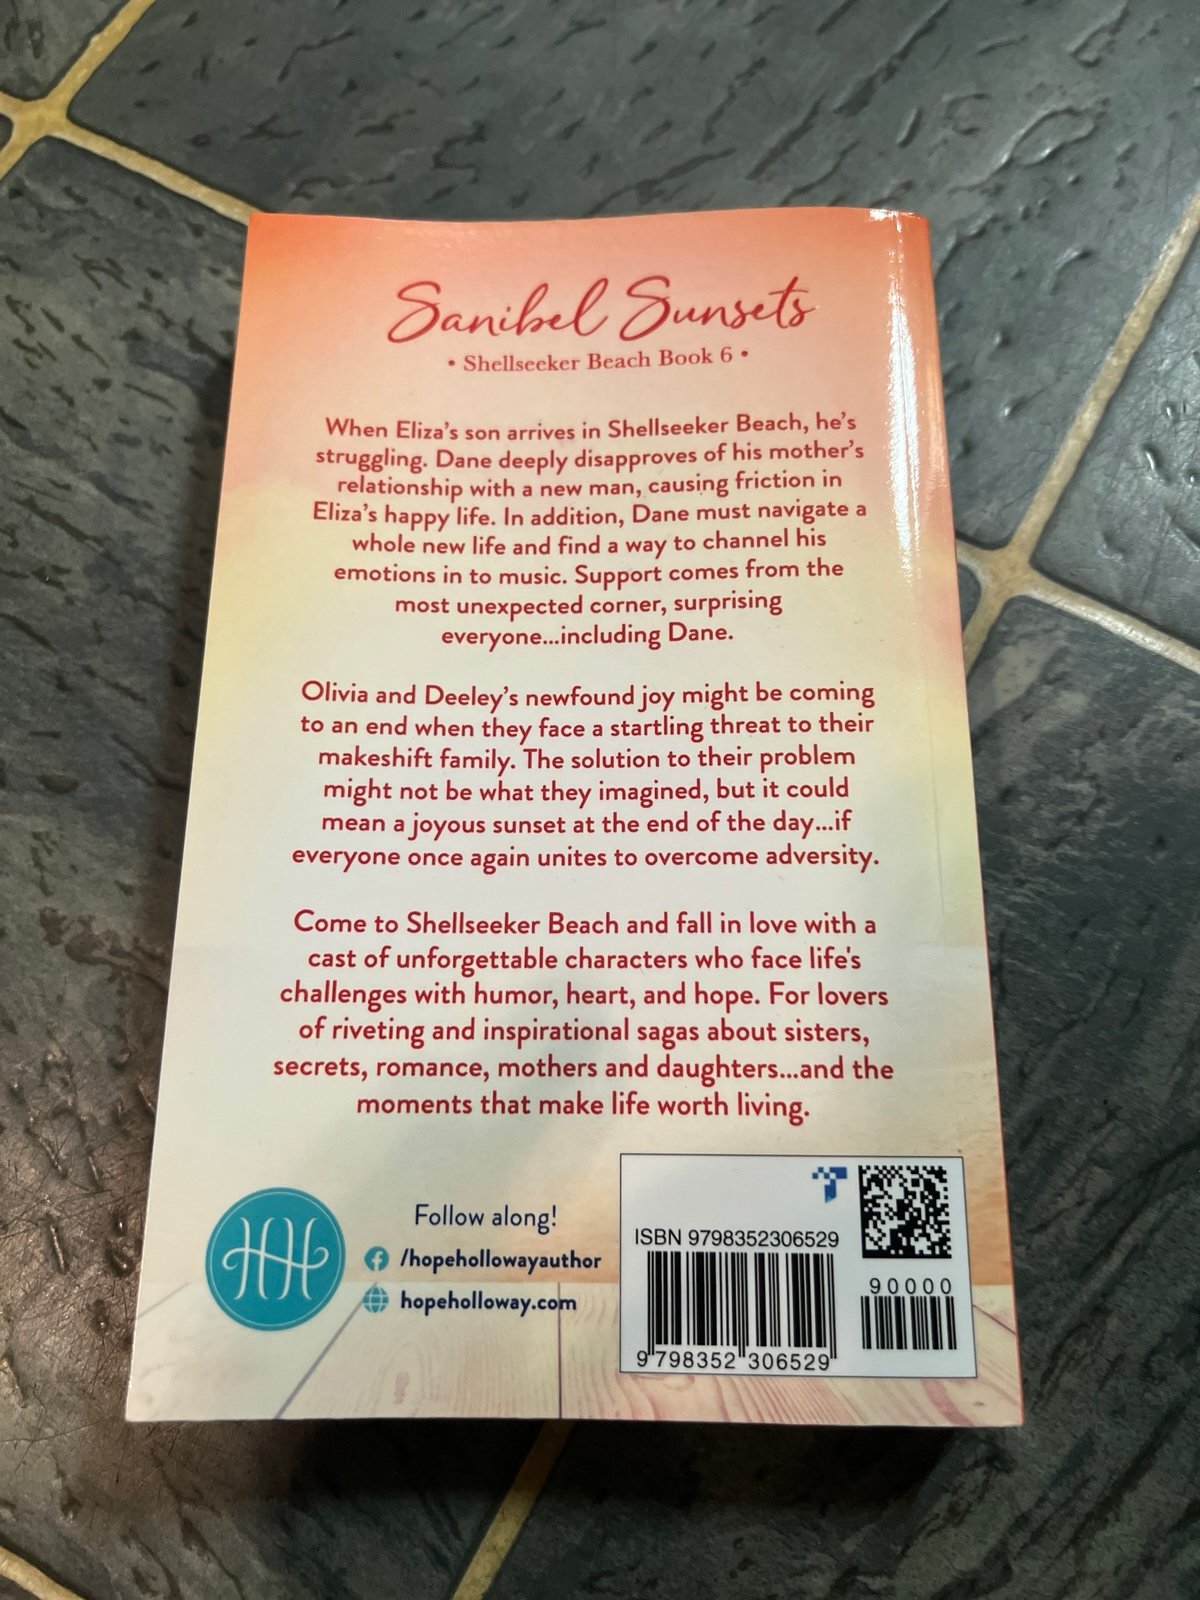 Sanibel Sunsets
• Shellseeker Beach Book 6 •
When Eliza's son arrives in Shellseeker Beach, he's
struggling. Dane deeply disapproves of his mother's
relationship with a new man, causing friction in
Eliza's happy life. In addition, Dane must navigate a
whole new life and find a way to channel his
emotions in to music. Support comes from the
most unexpected corner, surprising
everyone...including Dane.
Olivia and Deeley's newfound joy might be coming
to an end when they face a startling threat to their
makeshift family. The solution to their problem
might not be what they imagined, but it could
mean a joyous sunset at the end of the day...if
everyone once again unites to overcome adversity.
Come to Shellseeker Beach and fall in love with a
cast of unforgettable characters who face life's
challenges with humor, heart, and hope. For lovers
of riveting and inspirational sagas about sisters,
secrets, romance, mothers and daughters...and the
moments that make life worth living.
HH
Follow along!
/hopehollowayauthor
hopeholloway.com
ISBN 9798352306529
90000
9 798352 306529